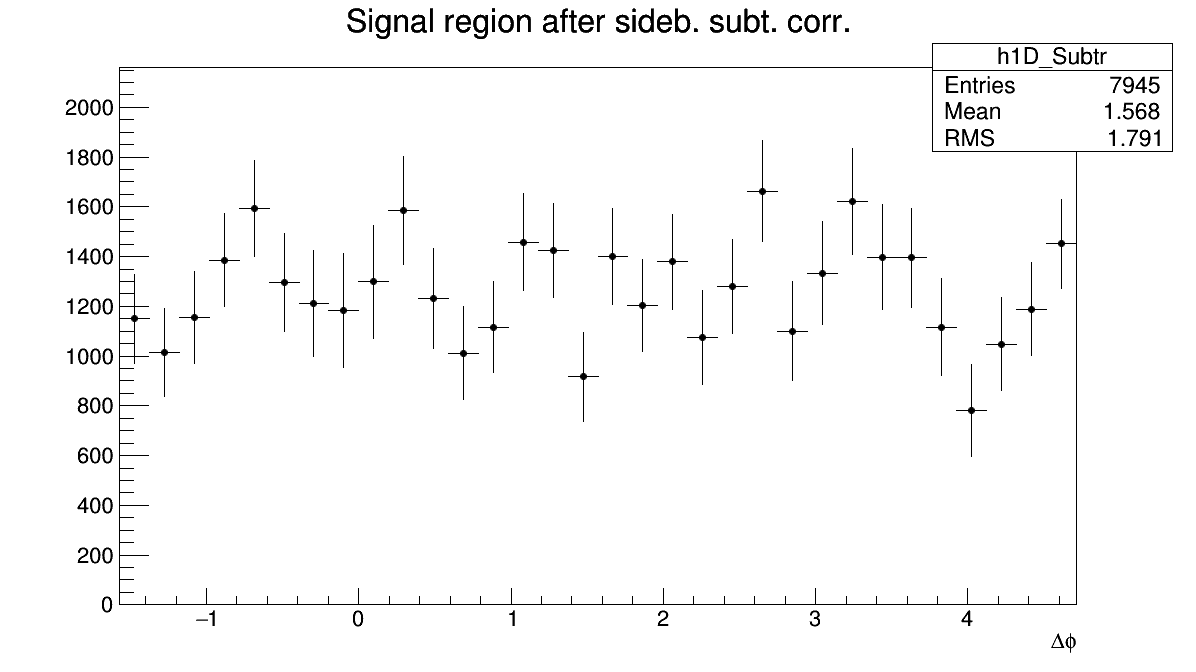 Signal region after sideb. subt. corr.
h1D_Subtr
Entries 7945
Mean 1.568
RMS 1.791
2000
1800
1600
1400
1200
1000
800
600
400
200
0
−1 0 1 2 3 4
Δϕ